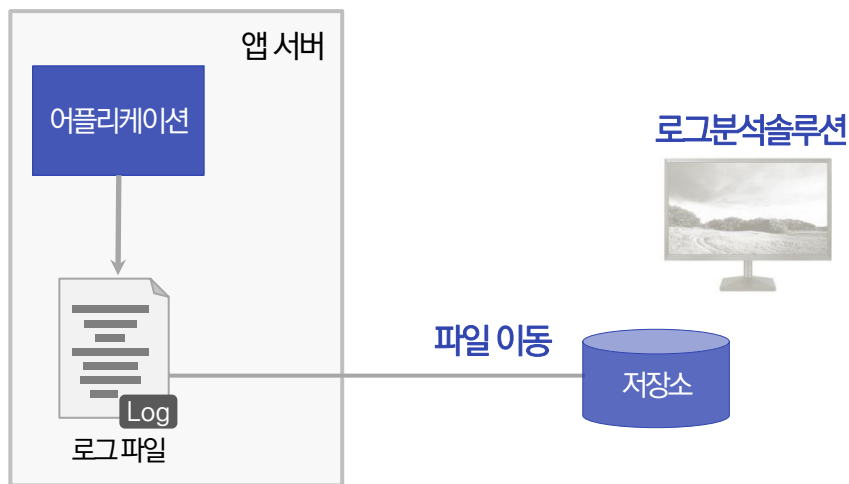 앱 서버
어플리케이션
로그분석솔루션
파일 이동
저장소
Log
로그 파일